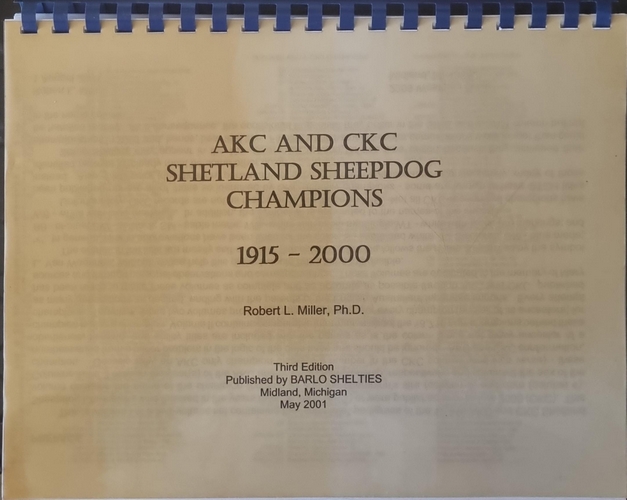 AKC AND CKC
SHETLAND SHEEPDOG
CHAMPIONS
1915 - 2000
Robert L. Miller, Ph.D.
Third Edition
Published by BARLO SHELTIES
Midland, Michigan
May 2001